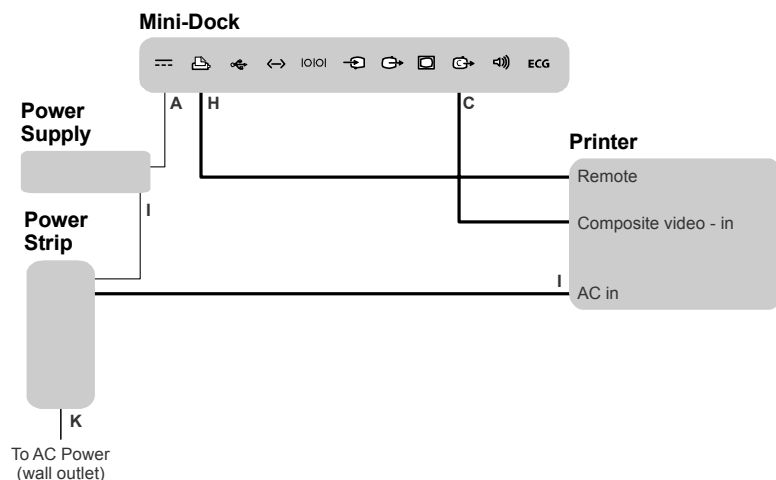 Mini-Dock
IOIOI
C
ECG
A
H
C
Power
Supply
Printer
Remote
I
Power
Strip
Composite video - in
I
AC in
K
To AC Power
(wall outlet)